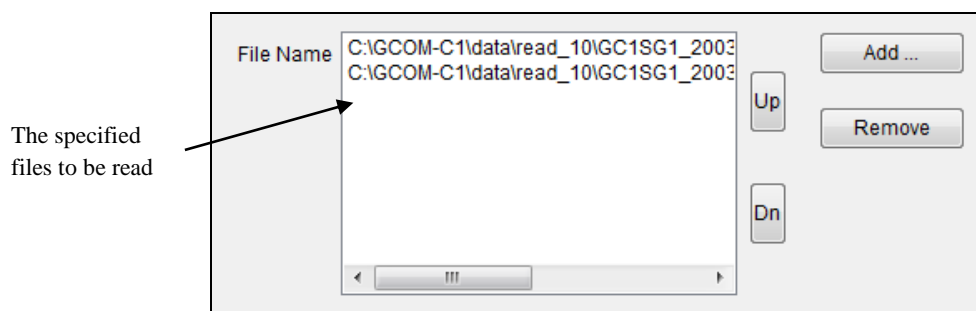 File Name
C:\GCOM-C1\data\read_10\GC1SG1_2003
C:\GCOM-C1\data\read_10\GC1SG1_2003
Add ...
Up
Remove
Dn
The specified
files to be read